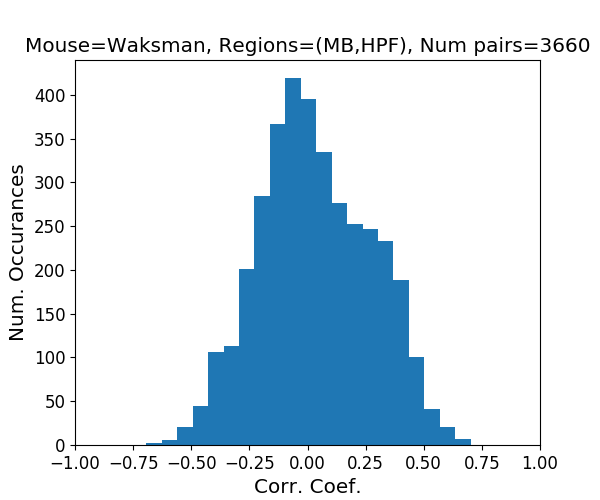 Mouse=Waksman, Regions=(MB,HPF), Num pairs=3660
400
350
300
250
200
150
100
50
0
Num. Occurances
−1.00 −0.75 −0.50 −0.25 0.00 0.25 0.50 0.75 1.00
Corr. Coef.